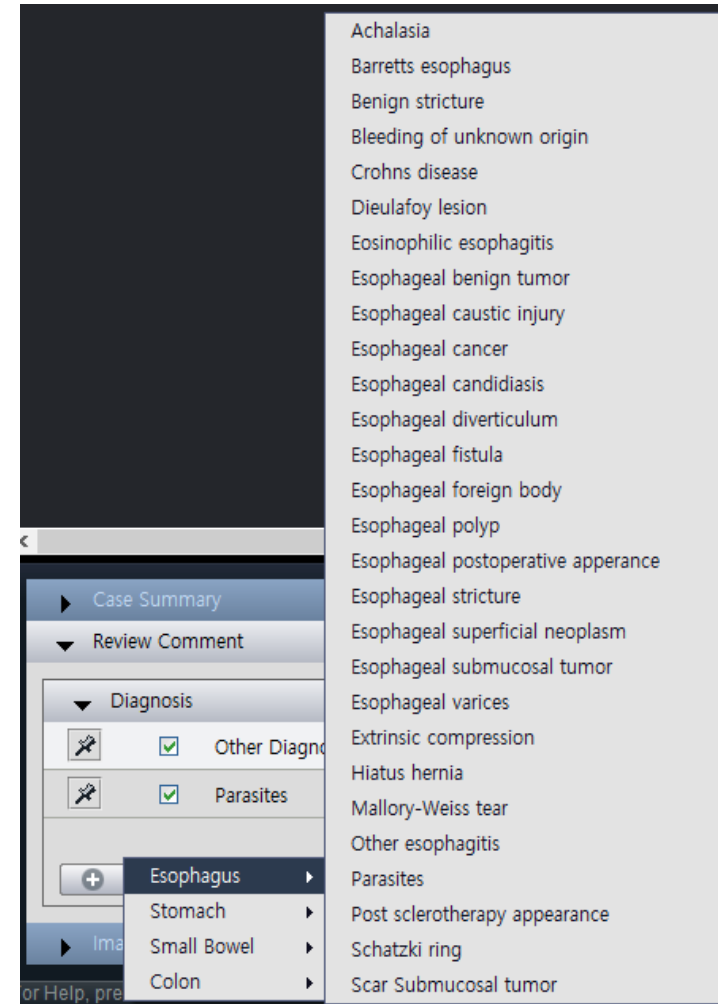 Achalasia
Barretts esophagus
Benign stricture
Bleeding of unknown origin
Crohns disease
Dieulafoy lesion
Eosinophilic esophagitis
Esophageal benign tumor
Esophageal caustic injury
Esophageal cancer
Esophageal candidiasis
Esophageal diverticulum
Esophageal fistula
Esophageal foreign body
Esophageal polyp
Esophageal postoperative apperance
Esophageal stricture
Esophageal superficial neoplasm
Esophageal submucosal tumor
Esophageal varices
Extrinsic compression
Hiatus hernia
Mallory-Weiss tear
Other esophagitis
Parasites
Post sclerotherapy appearance
Schatzki ring
Scar Submucosal tumor
Case Summary
Review Comment
Diagnosis
Other Diagno
Parasites
Esophagus
Stomach
Small Bowel
Colon
Ima
or Help, pre